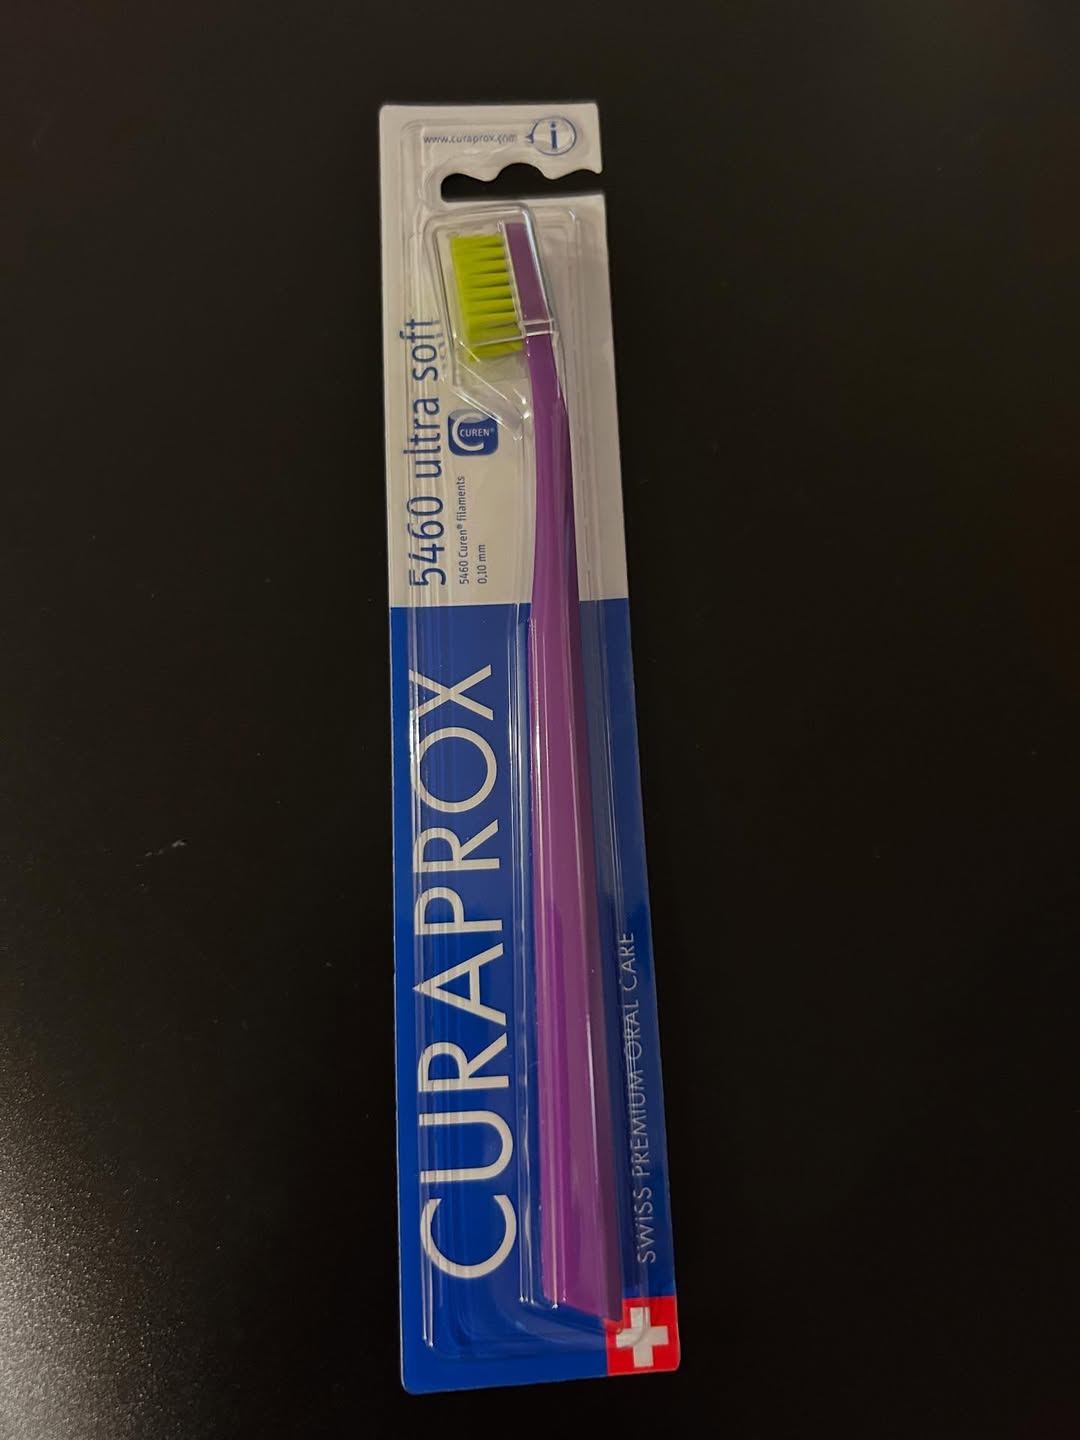 www.curaprox.com
i
5460 ultra soft
CUREN®
5460 Curen® filaments
0,10 mm
CURAPROX
SWISS PREMIUM ORAL CARE